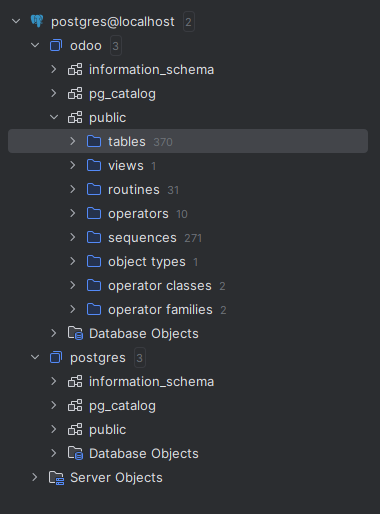 postgres@localhost 2
odoo 3
information_schema
pg_catalog
public
tables 370
views 1
routines 31
operators 10
sequences 271
object types 1
operator classes 2
operator families 2
Database Objects
postgres 3
information_schema
pg_catalog
public
Database Objects
Server Objects